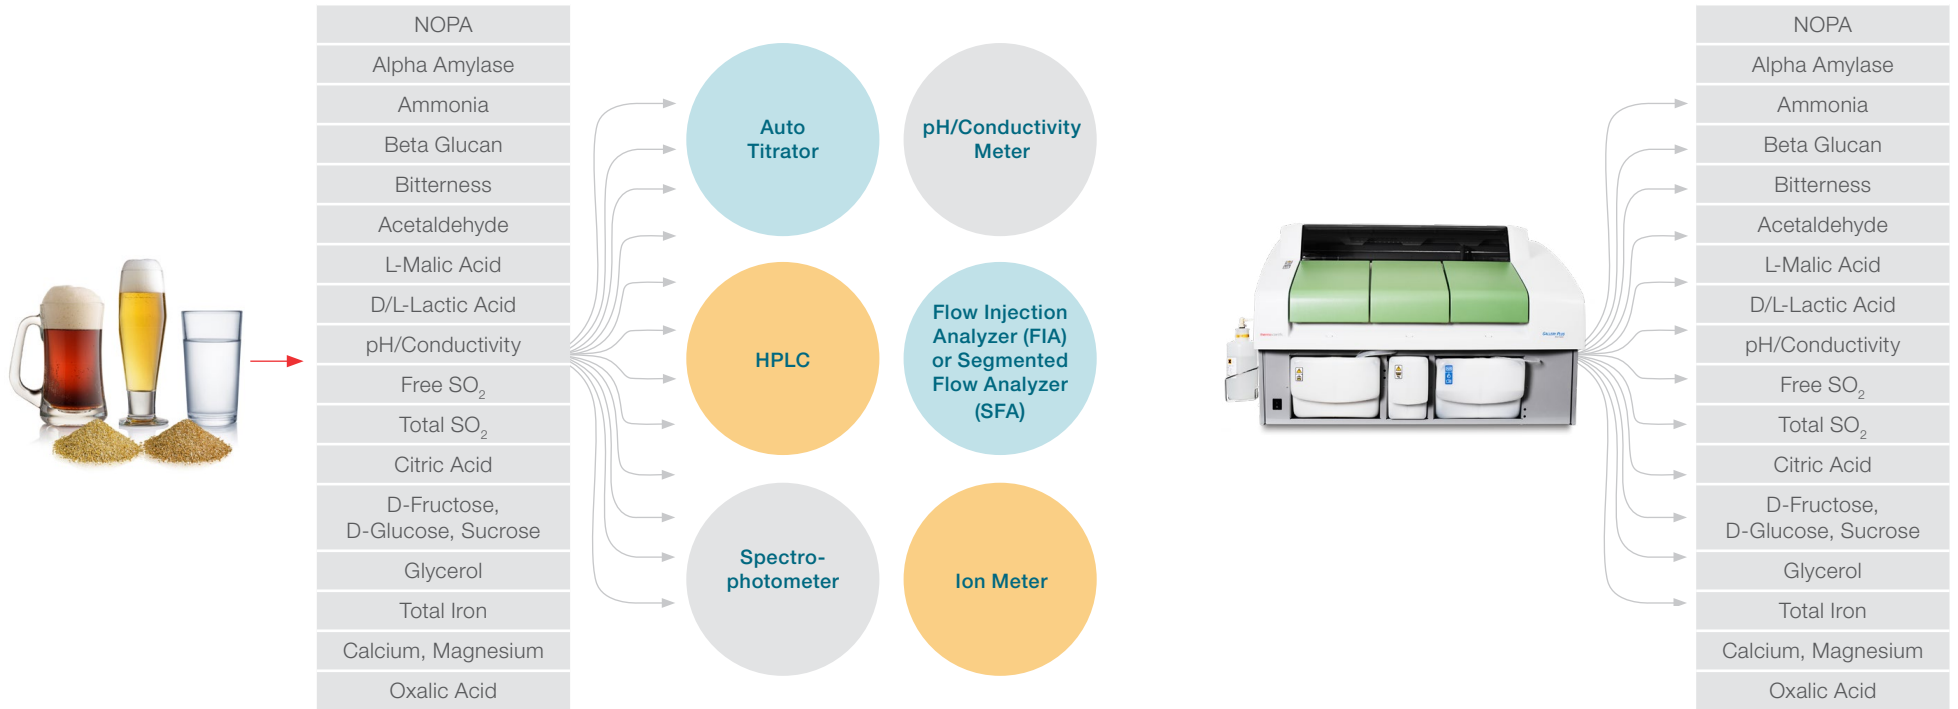 NOPA
Alpha Amylase
Ammonia
Beta Glucan
Bitterness
Acetaldehyde
L-Malic Acid
D/L-Lactic Acid
pH/Conductivity
Free SO₂
Total SO₂
Citric Acid
D-Fructose,
D-Glucose, Sucrose
Glycerol
Total Iron
Calcium, Magnesium
Oxalic Acid
Auto
Titrator
pH/Conductivity
Meter
HPLC
Flow Injection
Analyzer (FIA)
or Segmented
Flow Analyzer
(SFA)
Spectro-
photometer
Ion Meter
NOPA
Alpha Amylase
Ammonia
Beta Glucan
Bitterness
Acetaldehyde
L-Malic Acid
D/L-Lactic Acid
pH/Conductivity
Free SO₂
Total SO₂
Citric Acid
D-Fructose,
D-Glucose, Sucrose
Glycerol
Total Iron
Calcium, Magnesium
Oxalic Acid